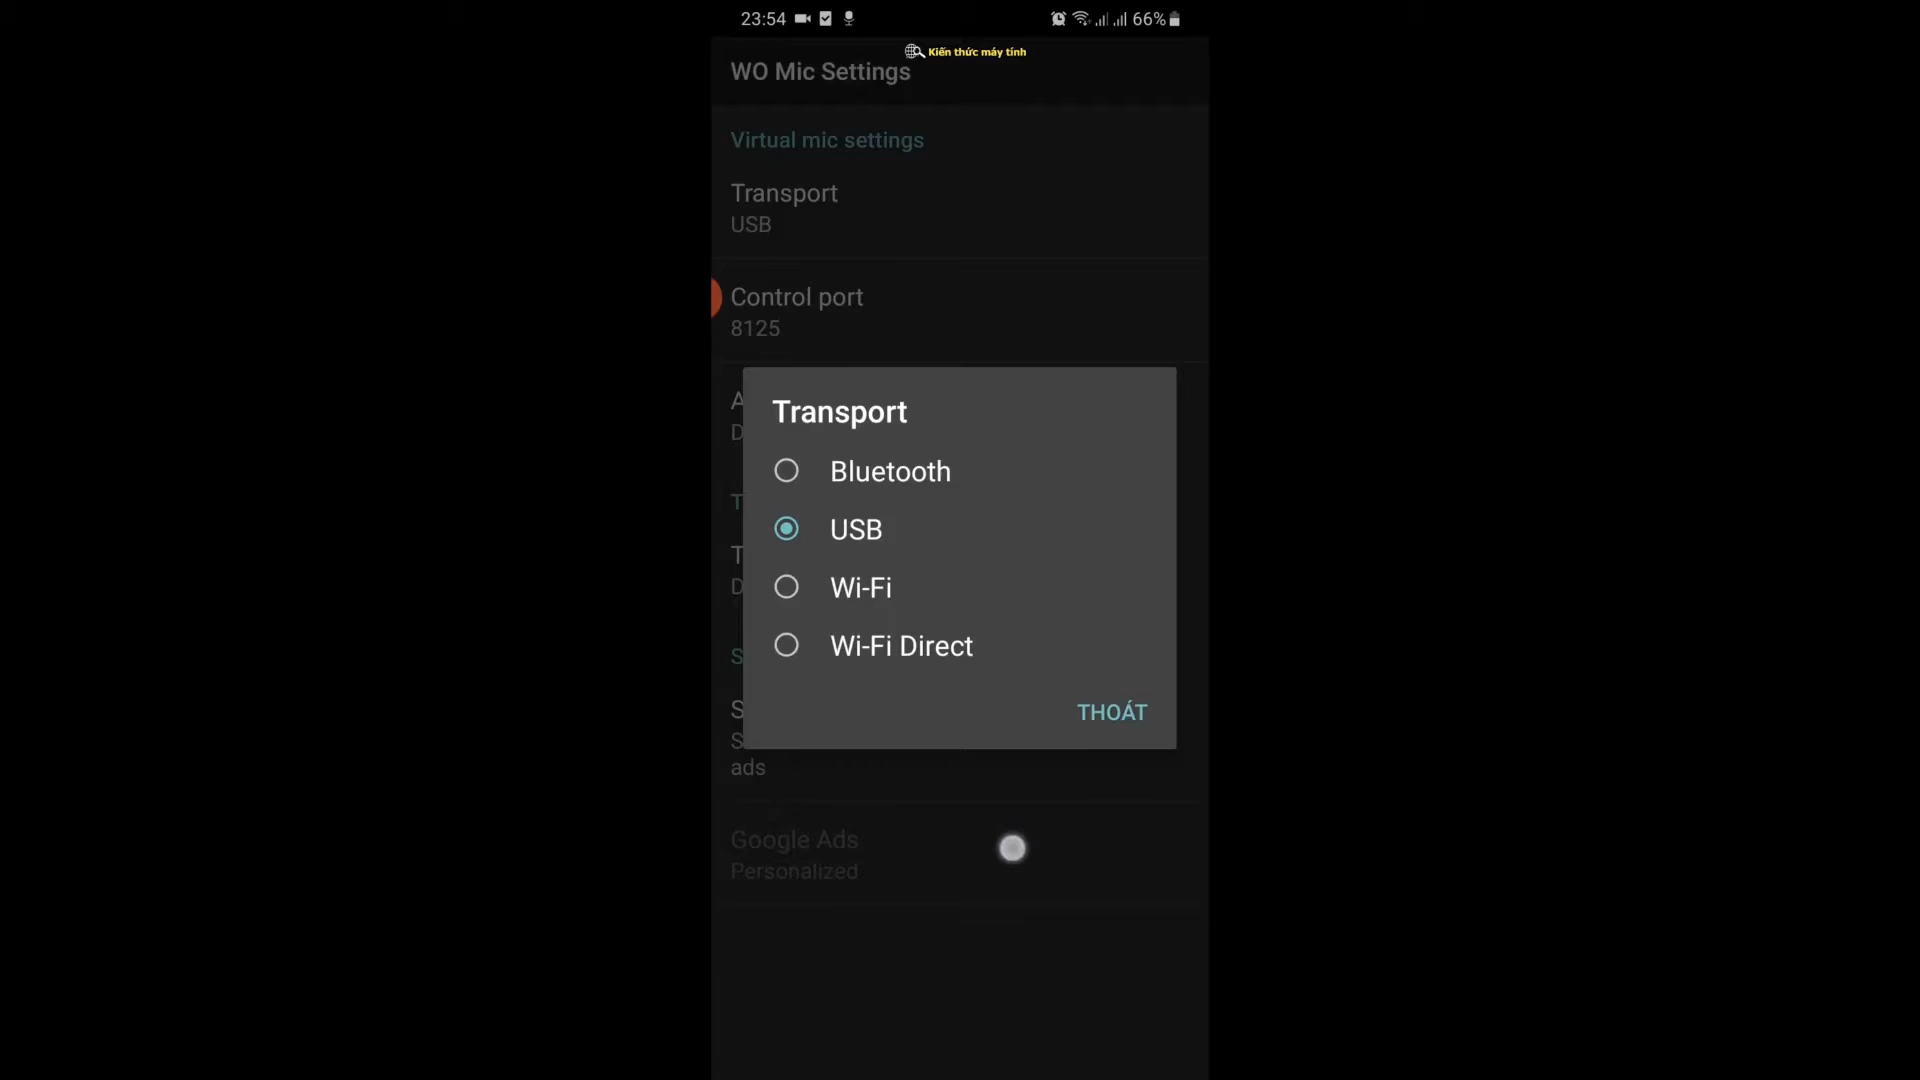 23:54
66%
Kiến thức máy tính
WO Mic Settings
Virtual mic settings
Transport
USB
Control port
8125
A
D
Transport
Bluetooth
T
USB
T
D
Wi-Fi
S
Wi-Fi Direct
S
THOÁT
S
ads
Google Ads
Personalized